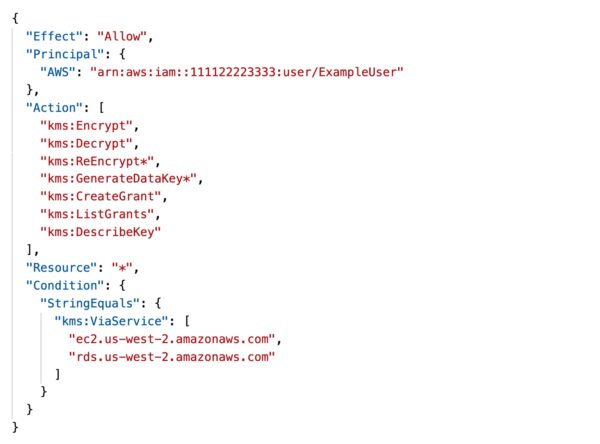 {
  "Effect": "Allow",
  "Principal": {
    "AWS": "arn:aws:iam::111122223333:user/ExampleUser"
  },
  "Action": [
    "kms:Encrypt",
    "kms:Decrypt",
    "kms:ReEncrypt*",
    "kms:GenerateDataKey*",
    "kms:CreateGrant",
    "kms:ListGrants",
    "kms:DescribeKey"
  ],
  "Resource": "*",
  "Condition": {
    "StringEquals": {
      "kms:ViaService": [
        "ec2.us-west-2.amazonaws.com",
        "rds.us-west-2.amazonaws.com"
      ]
    }
  }
}